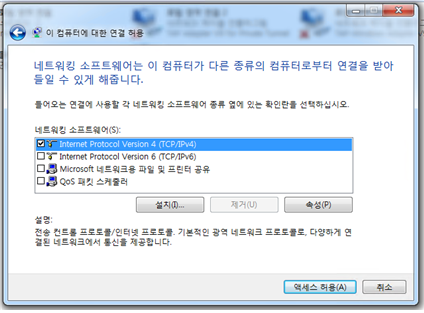 이 컴퓨터에 대한 연결 허용
네트워킹 소프트웨어는 이 컴퓨터가 다른 종류의 컴퓨터로부터 연결을 받아
들일 수 있게 해줍니다.
들어오는 연결에 사용할 각 네트워킹 소프트웨어 종류 옆에 있는 확인란을 선택하십시오.
네트워킹 소프트웨어(S):
Internet Protocol Version 4 (TCP/IPv4)
Internet Protocol Version 6 (TCP/IPv6)
Microsoft 네트워크용 파일 및 프린터 공유
QoS 패킷 스케줄러
설치(I)... 제거(U) 속성(P)
설명:
전송 컨트롤 프로토콜/인터넷 프로토콜. 기본적인 광역 네트워크 프로토콜로, 다양하게 연
결된 네트워크에서 통신을 제공합니다.
액세스 허용(A) 취소